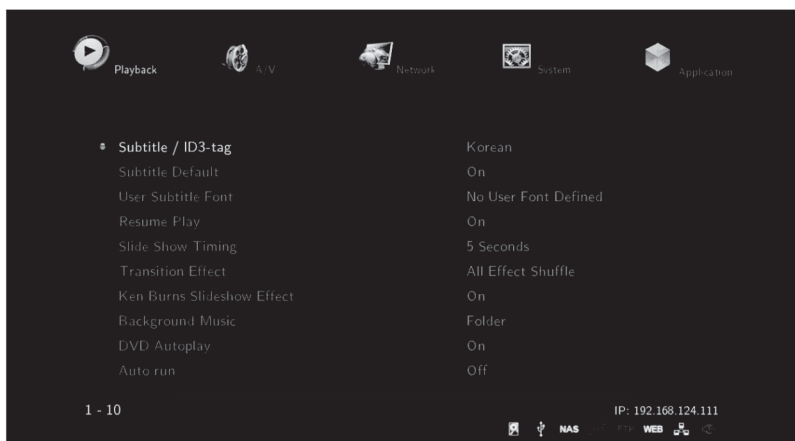 Playback A/V Network System Application
Subtitle / ID3-tag Korean
Subtitle Default On
User Subtitle Font No User Font Defined
Resume Play On
Slide Show Timing 5 Seconds
Transition Effect All Effect Shuffle
Ken Burns Slideshow Effect On
Background Music Folder
DVD Autoplay On
Auto run Off
1 - 10 IP: 192.168.124.111
NAS FTP WEB